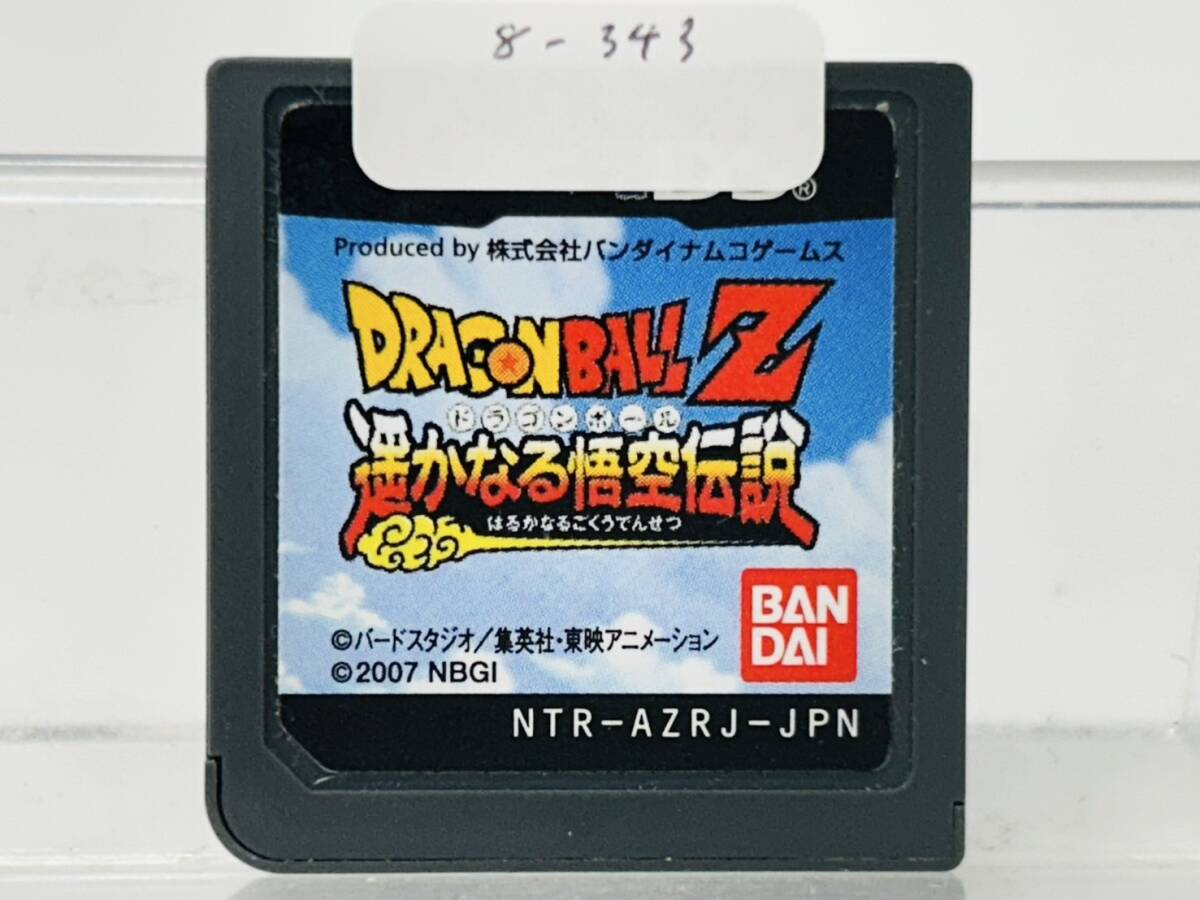 8-343
Produced by 株式会社バンダイナムコゲームス
DRAGON BALL Z
ドラゴンボール
遥かなる悟空伝説
はるかなるごくうでんせつ
BAN
DAI
©バードスタジオ/集英社・東映アニメーション
©2007 NBGI
NTR-AZRJ-JPN